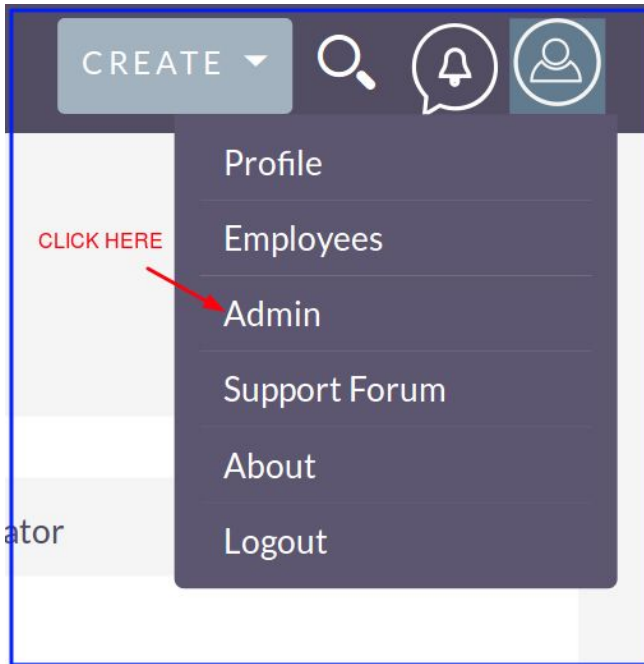 CREATE
Profile
CLICK HERE
Employees
Admin
Support Forum
About
ator
Logout